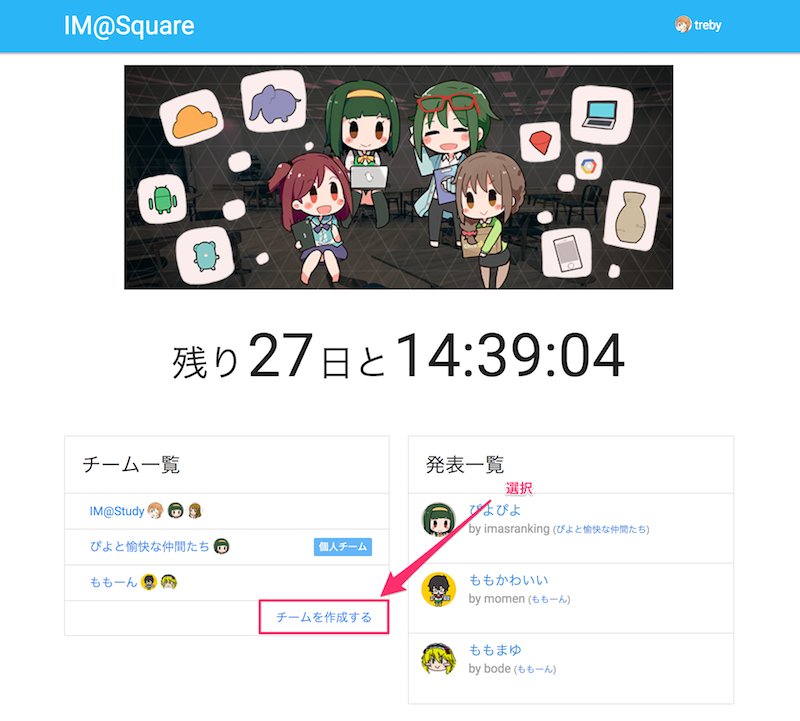 IM@Square
treby
残り27日と14:39:04
チーム一覧
IM@Study
ぴよと愉快な仲間たち
個人チーム
ももーん
チームを作成する
発表一覧
選択
ぴよぴよ
by imasranking (ぴよと愉快な仲間たち)
ももかわいい
by momen (ももーん)
ももまゆ
by bode (ももーん)